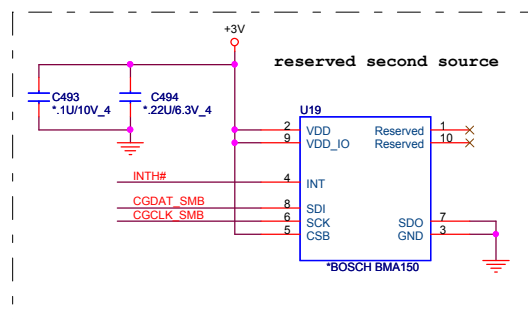 +3V
reserved second source
C493
*.1U/10V_4
C494
*.22U/6.3V_4
U19
2 VDD Reserved 1
9 VDD_IO Reserved 10
INTH# 4 INT
CGDAT_SMB 8 SDI SDO 7
CGCLK_SMB 6 SCK GND 3
5 CSB
*BOSCH BMA150